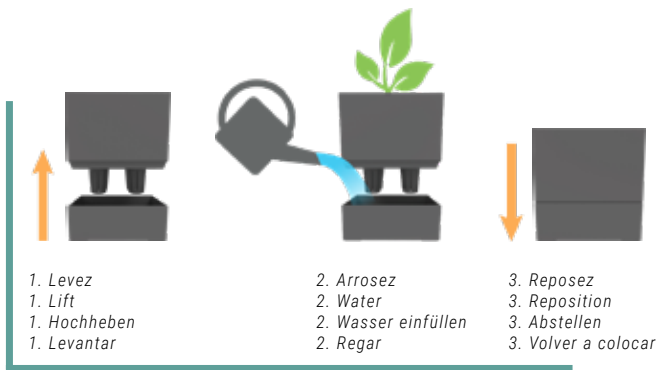 1. Levez
1. Lift
1. Hochheben
1. Levantar
2. Arrosez
2. Water
2. Wasser einfüllen
2. Regar
3. Reposez
3. Reposition
3. Abstellen
3. Volver a colocar